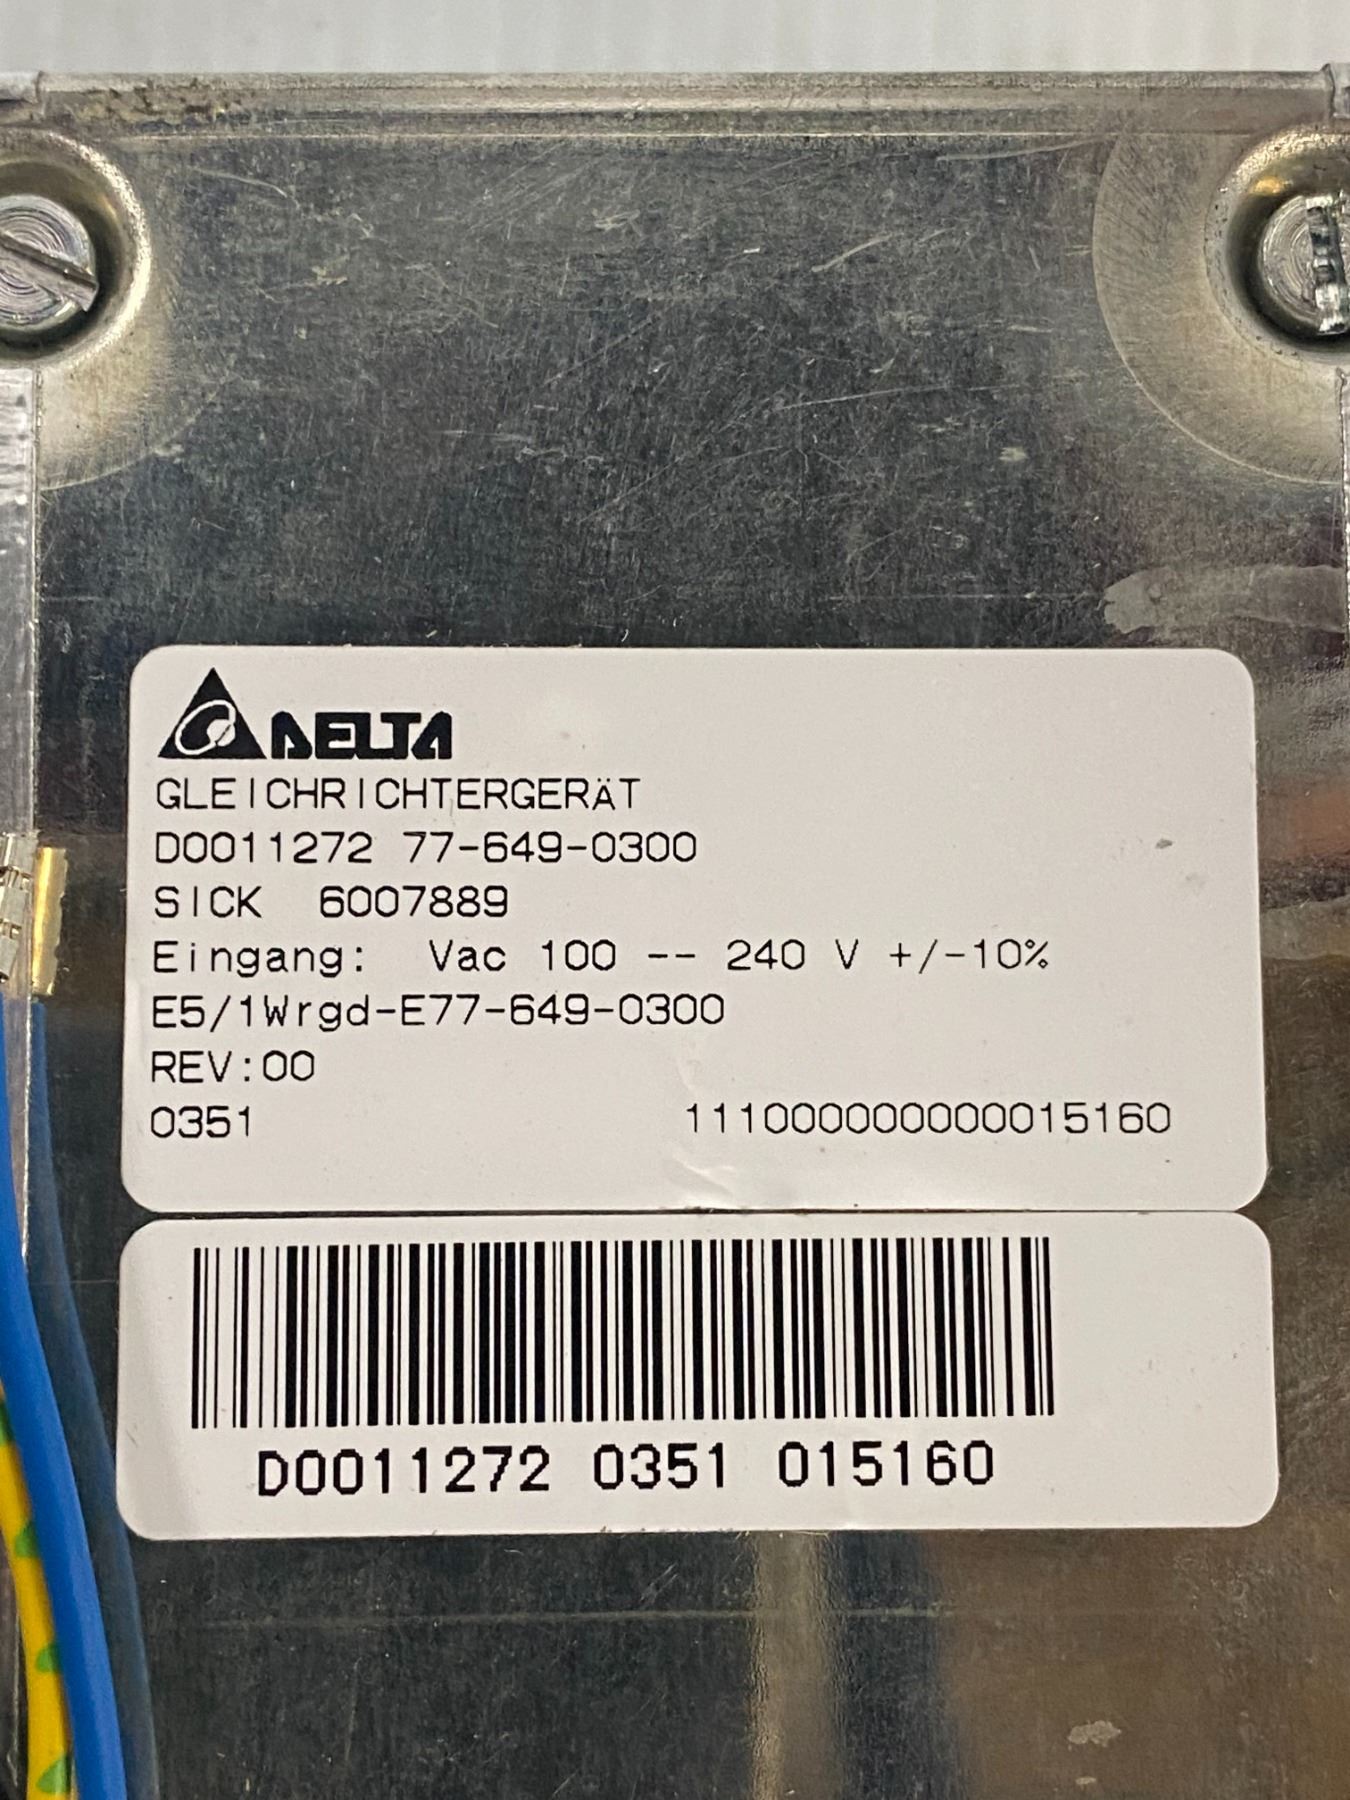 DELTA
GLEICHRICHTERGERÄT
D0011272 77-649-0300
SICK 6007889
Eingang: Vac 100 -- 240 V +/-10%
E5/1Wrgd-E77-649-0300
REV:00
0351 111000000000015160
D0011272 0351 015160